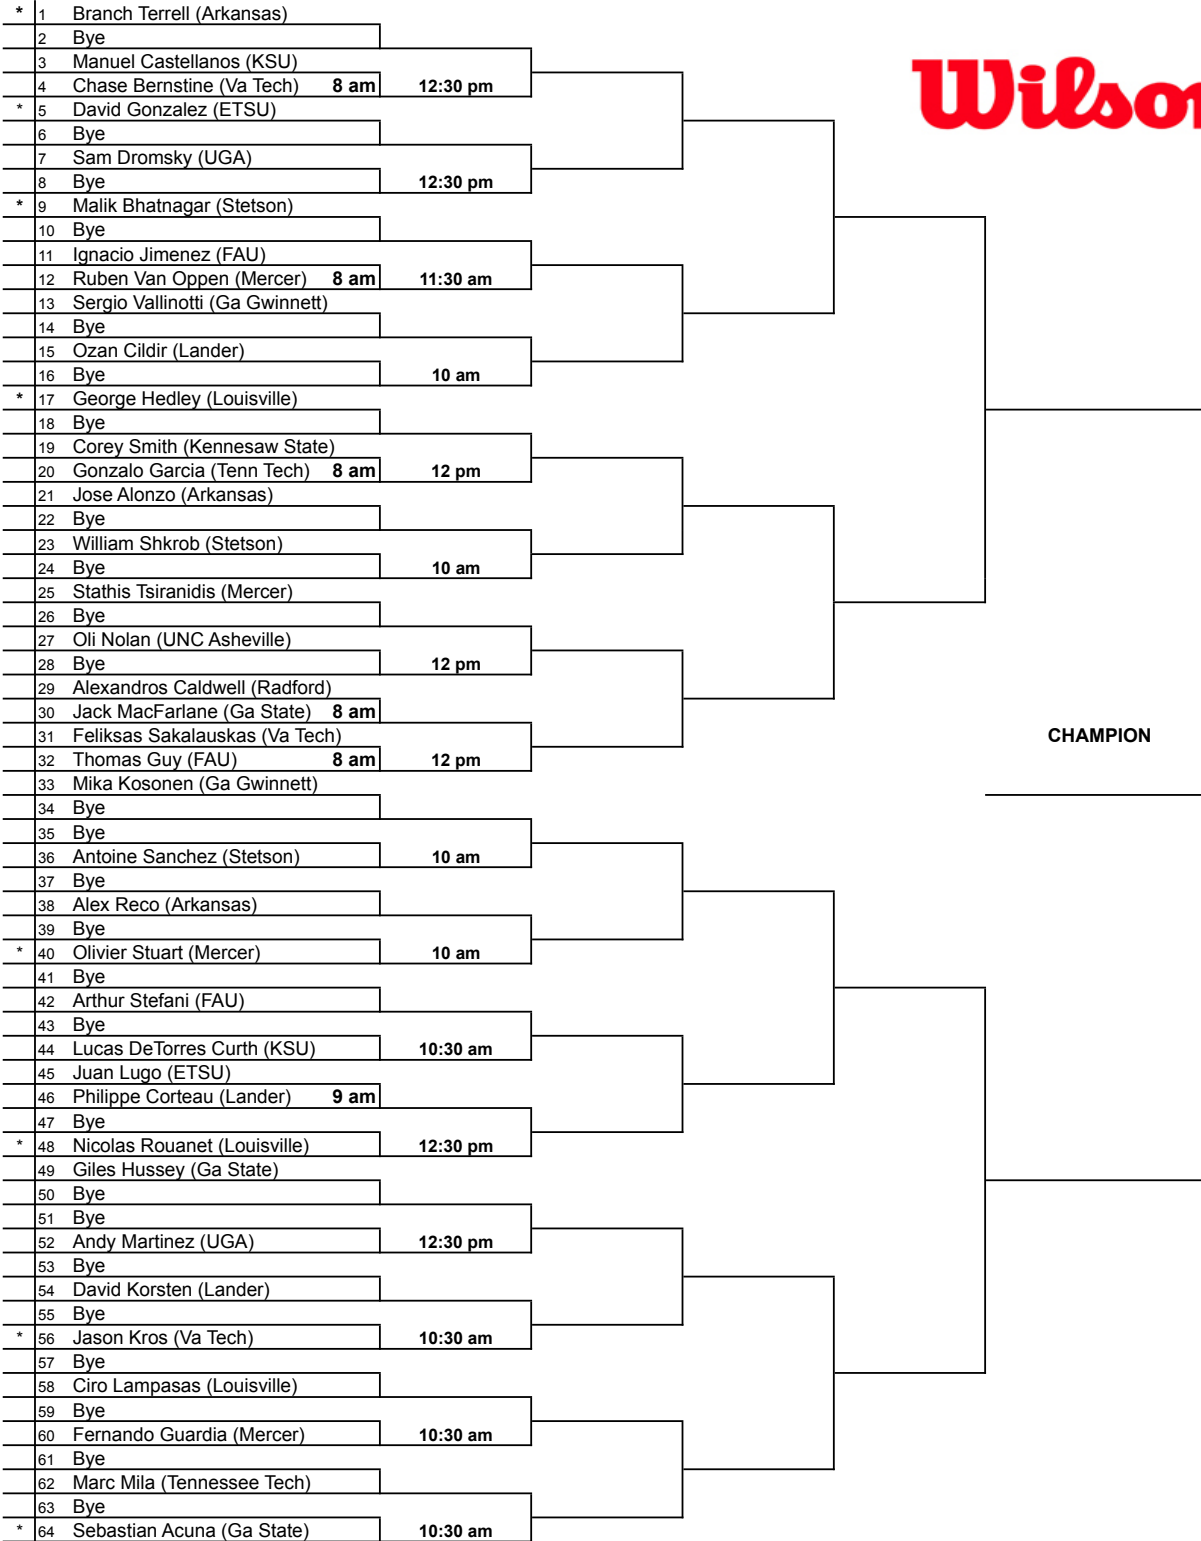 * 1 Branch Terrell (Arkansas)
2 Bye
3 Manuel Castellanos (KSU)
4 Chase Bernstine (Va Tech) 8 am 12:30 pm
* 5 David Gonzalez (ETSU)
6 Bye
7 Sam Dromsky (UGA)
8 Bye 12:30 pm
* 9 Malik Bhatnagar (Stetson)
10 Bye
11 Ignacio Jimenez (FAU)
12 Ruben Van Oppen (Mercer) 8 am 11:30 am
13 Sergio Vallinotti (Ga Gwinnett)
14 Bye
15 Ozan Cildir (Lander)
16 Bye 10 am
* 17 George Hedley (Louisville)
18 Bye
19 Corey Smith (Kennesaw State)
20 Gonzalo Garcia (Tenn Tech) 8 am 12 pm
21 Jose Alonzo (Arkansas)
22 Bye
23 William Shkrob (Stetson)
24 Bye 10 am
25 Stathis Tsiranidis (Mercer)
26 Bye
27 Oli Nolan (UNC Asheville)
28 Bye 12 pm
29 Alexandros Caldwell (Radford)
30 Jack MacFarlane (Ga State) 8 am
31 Feliksas Sakalauskas (Va Tech)
32 Thomas Guy (FAU) 8 am 12 pm
33 Mika Kosonen (Ga Gwinnett)
34 Bye
35 Bye
36 Antoine Sanchez (Stetson) 10 am
37 Bye
38 Alex Reco (Arkansas)
39 Bye
* 40 Olivier Stuart (Mercer) 10 am
41 Bye
42 Arthur Stefani (FAU)
43 Bye
44 Lucas DeTorres Curth (KSU) 10:30 am
45 Juan Lugo (ETSU)
46 Philippe Corteau (Lander) 9 am
47 Bye
* 48 Nicolas Rouanet (Louisville) 12:30 pm
49 Giles Hussey (Ga State)
50 Bye
51 Bye
52 Andy Martinez (UGA) 12:30 pm
53 Bye
54 David Korsten (Lander)
55 Bye
* 56 Jason Kros (Va Tech) 10:30 am
57 Bye
58 Ciro Lampasas (Louisville)
59 Bye
60 Fernando Guardia (Mercer) 10:30 am
61 Bye
62 Marc Mila (Tennessee Tech)
63 Bye
* 64 Sebastian Acuna (Ga State) 10:30 am
Wilson
CHAMPION